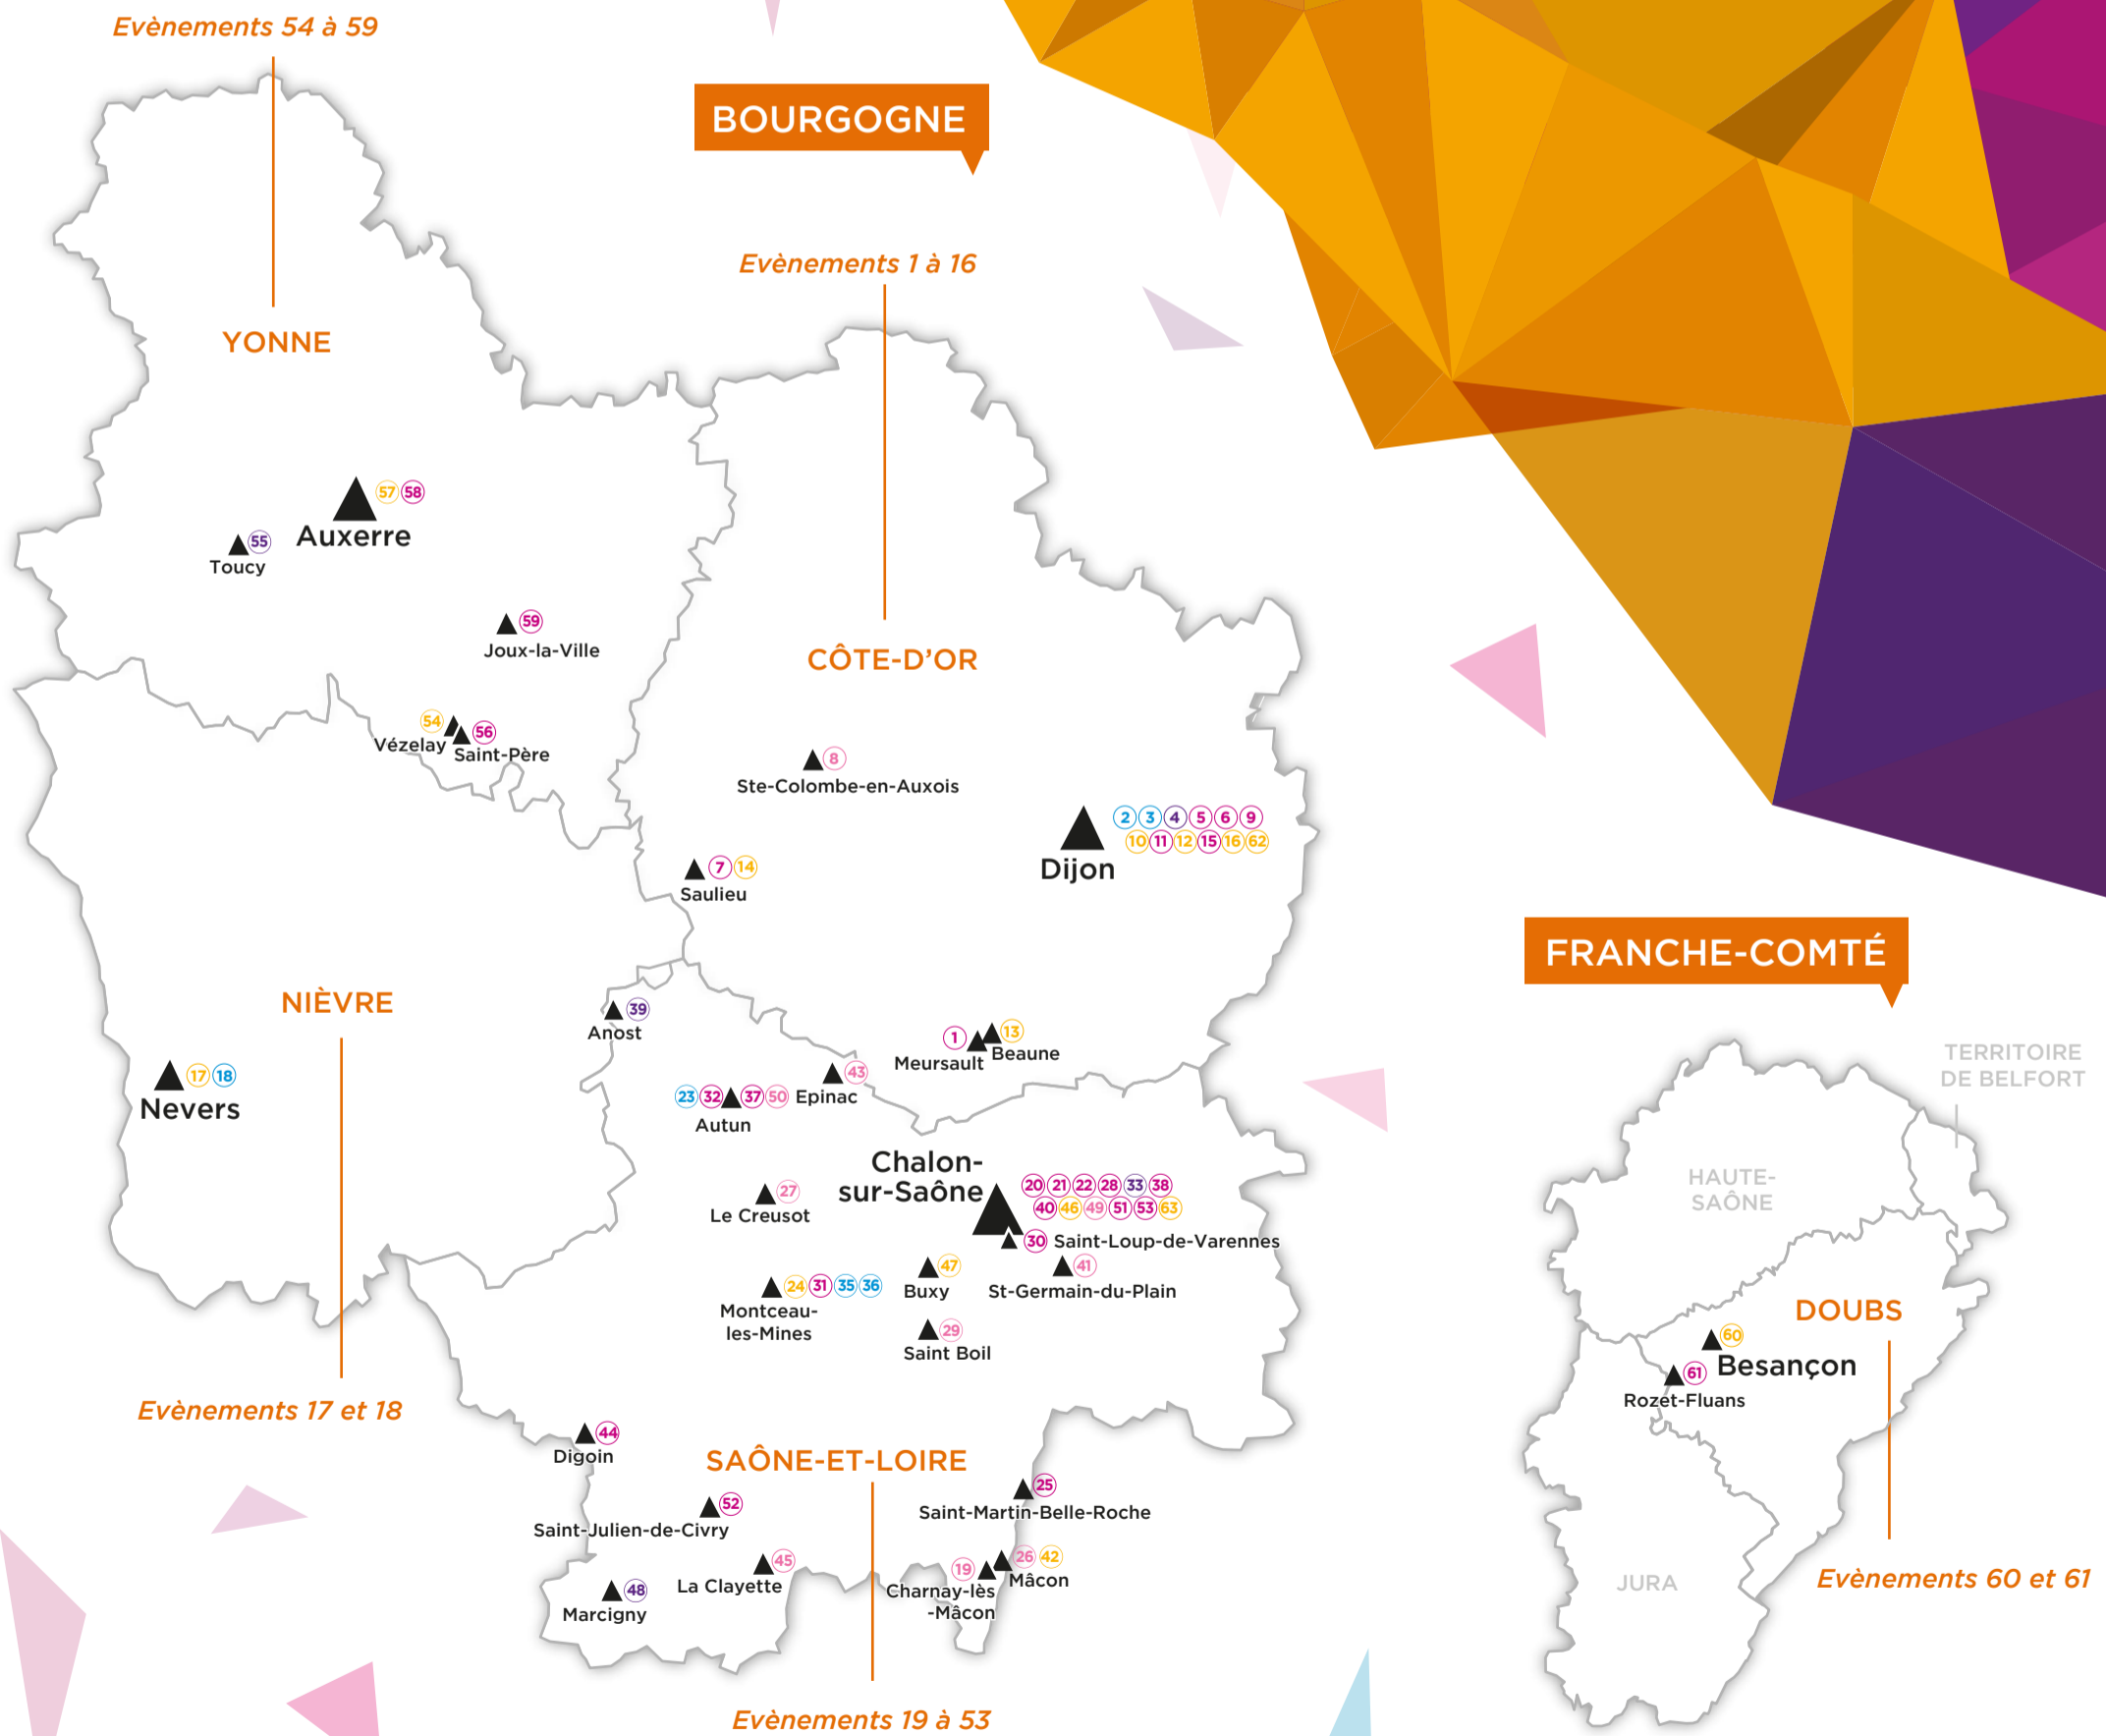 Evènements 54 à 59
BOURGOGNE
Evènements 1 à 16
YONNE
57 58
Auxerre
55
Toucy
59
Joux-la-Ville
CÔTE-D'OR
54
Vézelay
56
Saint-Père
8
Ste-Colombe-en-Auxois
2 3 4 5 6 9
10 11 12 15 16 62
Dijon
7 14
Saulieu
FRANCHE-COMTÉ
NIÈVRE
39
Anost
1
Meursault
13
Beaune
17 18
Nevers
43
Epinac
23 32 37 50
Autun
TERRITOIRE
DE BELFORT
Chalon-
sur-Saône
20 21 22 28 33 38
40 46 49 51 53 63
27
Le Creusot
HAUTE-
SAÔNE
30 Saint-Loup-de-Varennes
47
Buxy
41
St-Germain-du-Plain
24 31 35 36
Montceau-
les-Mines
29
Saint Boil
DOUBS
60
Besançon
61
Rozet-Fluans
Evènements 17 et 18
44
Digoin
SAÔNE-ET-LOIRE
25
Saint-Martin-Belle-Roche
52
Saint-Julien-de-Civry
45
La Clayette
19
Charnay-lès
-Mâcon
26 42
Mâcon
48
Marcigny
JURA
Evènements 60 et 61
Evènements 19 à 53